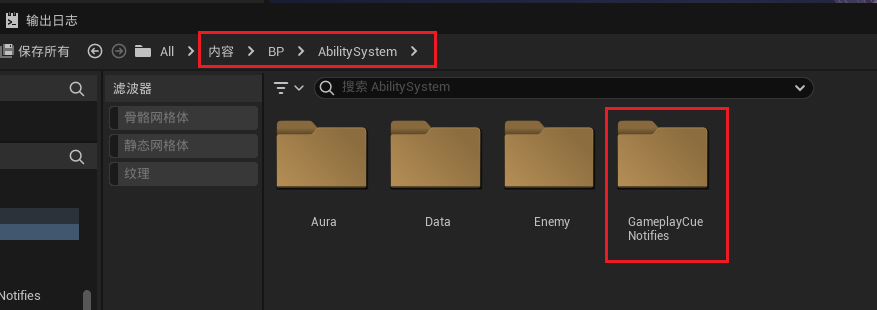 输出日志
保存所有
All
内容
BP
AbilitySystem
滤波器
搜索 AbilitySystem
骨骼网格体
静态网格体
纹理
Aura
Data
Enemy
GameplayCue
Notifies
Notifies